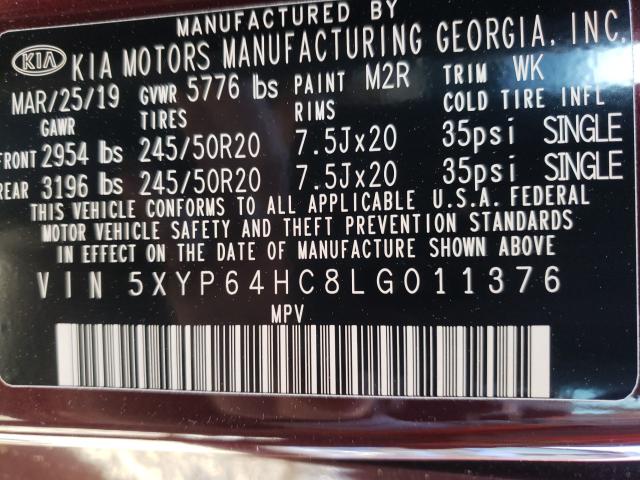 MANUFACTURED BY
KIA KIA MOTORS MANUFACTURING GEORGIA, INC.
MAR/25/19 GVWR 5776 lbs PAINT M2R TRIM WK
GAWR TIRES RIMS COLD TIRE INFL
FRONT 2954 lbs 245/50R20 7.5Jx20 35psi SINGLE
REAR 3196 lbs 245/50R20 7.5Jx20 35psi SINGLE
THIS VEHICLE CONFORMS TO ALL APPLICABLE U.S.A. FEDERAL
MOTOR VEHICLE SAFETY AND THEFT PREVENTION STANDARDS
IN EFFECT ON THE DATE OF MANUFACTURE SHOWN ABOVE
VIN 5XYP64HC8LG011376
MPV